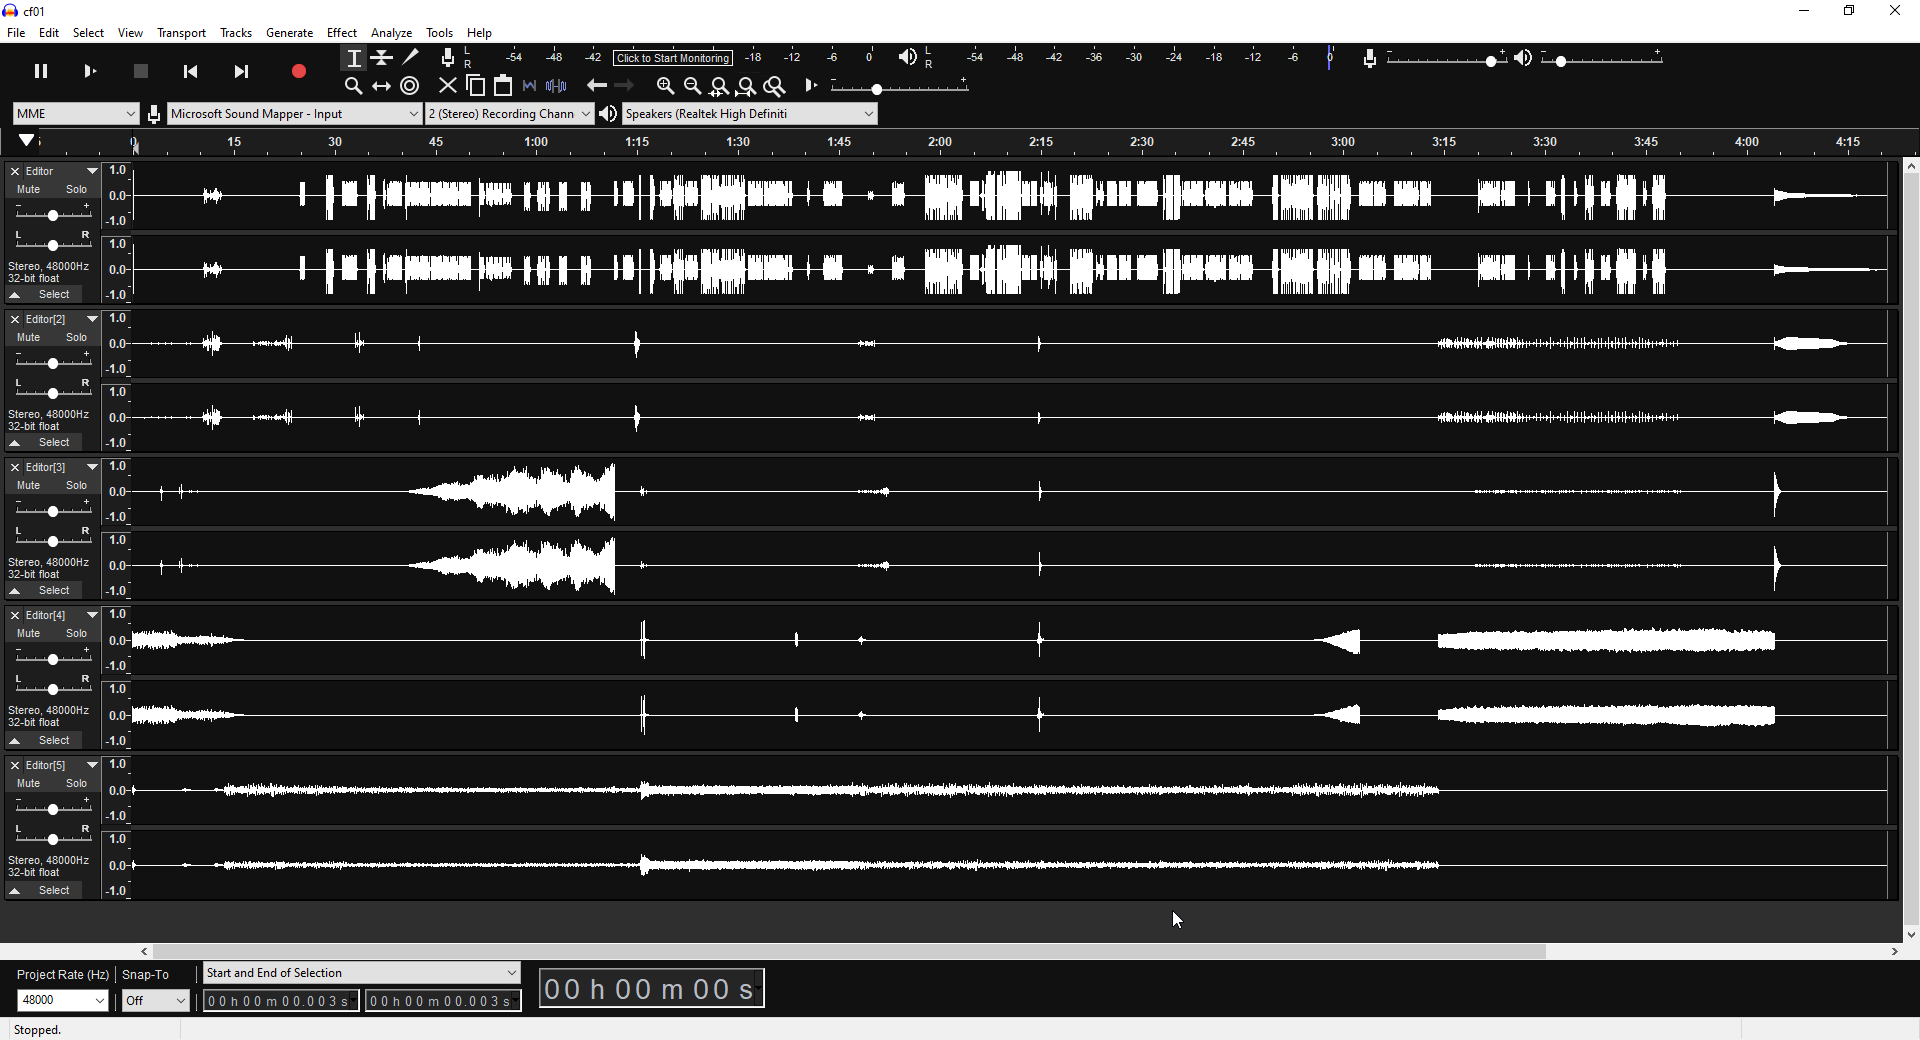 cf01
File Edit Select View Transport Tracks Generate Effect Analyze Tools Help
L R -54 -48 -42 Click to Start Monitoring -18 -12 -6 0 L R -54 -48 -42 -36 -30 -24 -18 -12 -6 0
MME Microsoft Sound Mapper - Input 2 (Stereo) Recording Chann Speakers (Realtek High Definiti
0 15 30 45 1:00 1:15 1:30 1:45 2:00 2:15 2:30 2:45 3:00 3:15 3:30 3:45 4:00 4:15
Editor 1.0
Mute Solo 0.0
- + -1.0
L R 1.0
Stereo, 48000Hz 0.0
32-bit float
Select -1.0
Editor[2] 1.0
Mute Solo 0.0
- + -1.0
L R 1.0
Stereo, 48000Hz 0.0
32-bit float
Select -1.0
Editor[3] 1.0
Mute Solo 0.0
- + -1.0
L R 1.0
Stereo, 48000Hz 0.0
32-bit float
Select -1.0
Editor[4] 1.0
Mute Solo 0.0
- + -1.0
L R 1.0
Stereo, 48000Hz 0.0
32-bit float
Select -1.0
Editor[5] 1.0
Mute Solo 0.0
- + -1.0
L R 1.0
Stereo, 48000Hz 0.0
32-bit float
Select -1.0
Project Rate (Hz) Snap-To Start and End of Selection
48000 Off 00h00m00.003s 00h00m00.003s 00 h 00 m 00 s
Stopped.